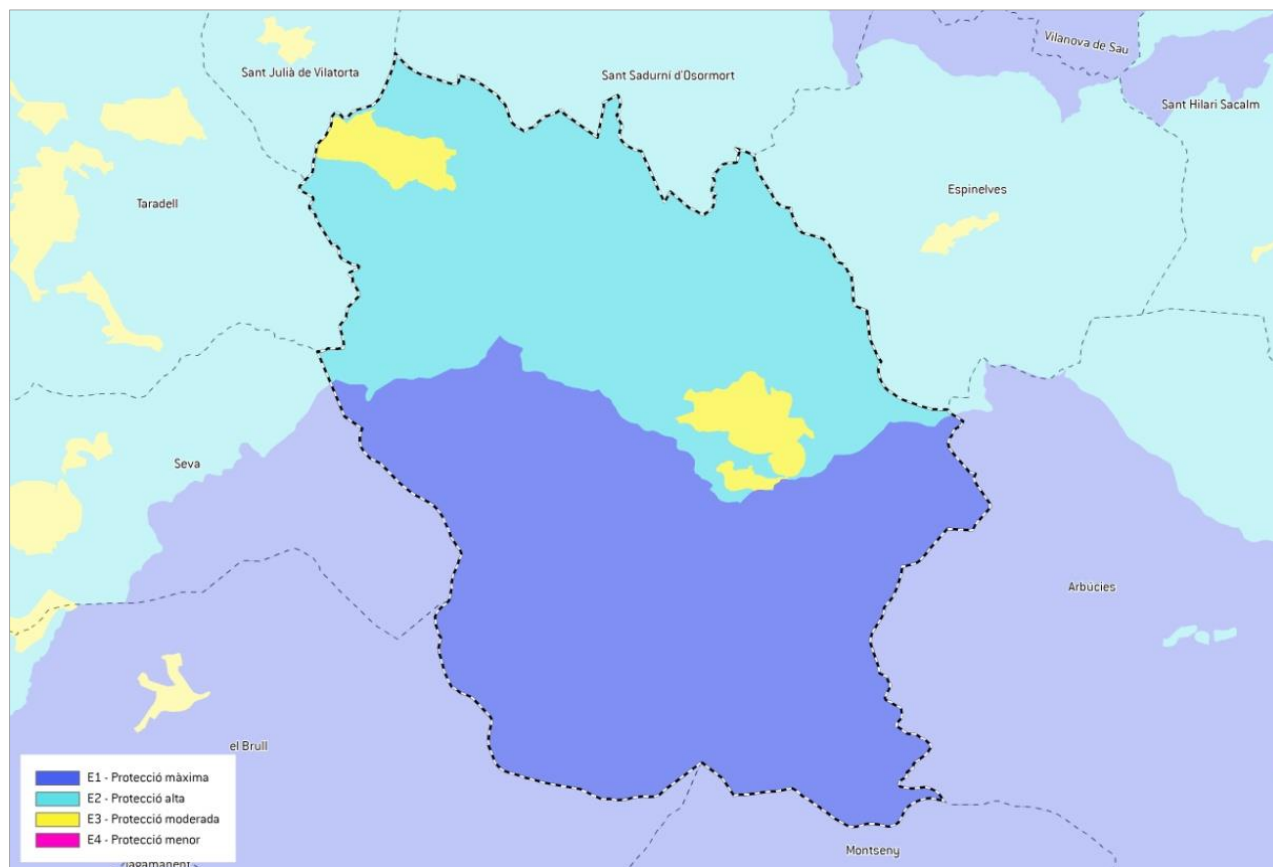 Vilanova de Sau
Sant Julià de Vilatorta
Sant Sadurní d'Osormort
Sant Hilari Sacalm
Taradell
Espinelves
Seva
Arbúcies
el Brull
E1 - Protecció màxima
E2 - Protecció alta
E3 - Protecció moderada
E4 - Protecció menor
Tagamanent
Montseny